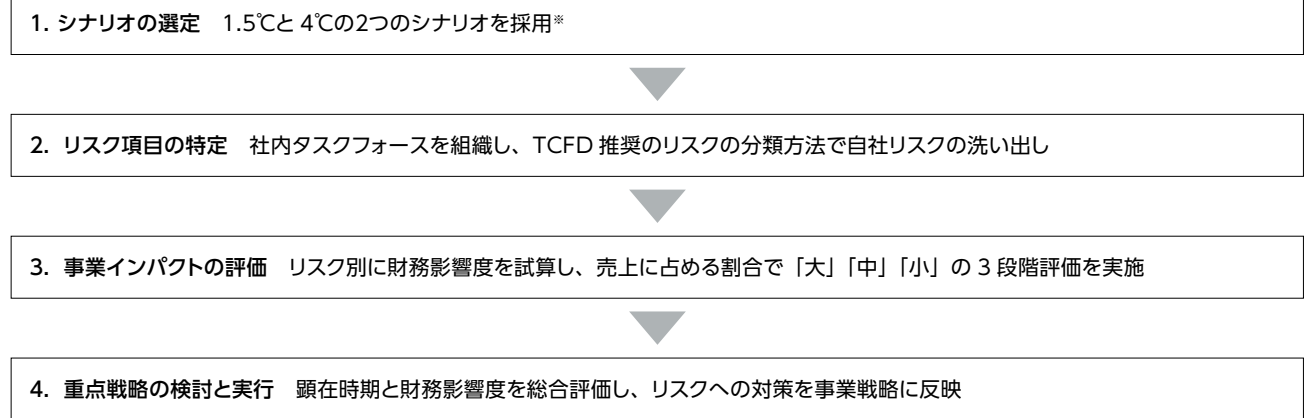 1. シナリオの選定　1.5℃と 4℃の2つのシナリオを採用※
2. リスク項目の特定　社内タスクフォースを組織し、TCFD 推奨のリスクの分類方法で自社リスクの洗い出し
3. 事業インパクトの評価　リスク別に財務影響度を試算し、売上に占める割合で「大」「中」「小」の 3 段階評価を実施
4. 重点戦略の検討と実行　顕在時期と財務影響度を総合評価し、リスクへの対策を事業戦略に反映